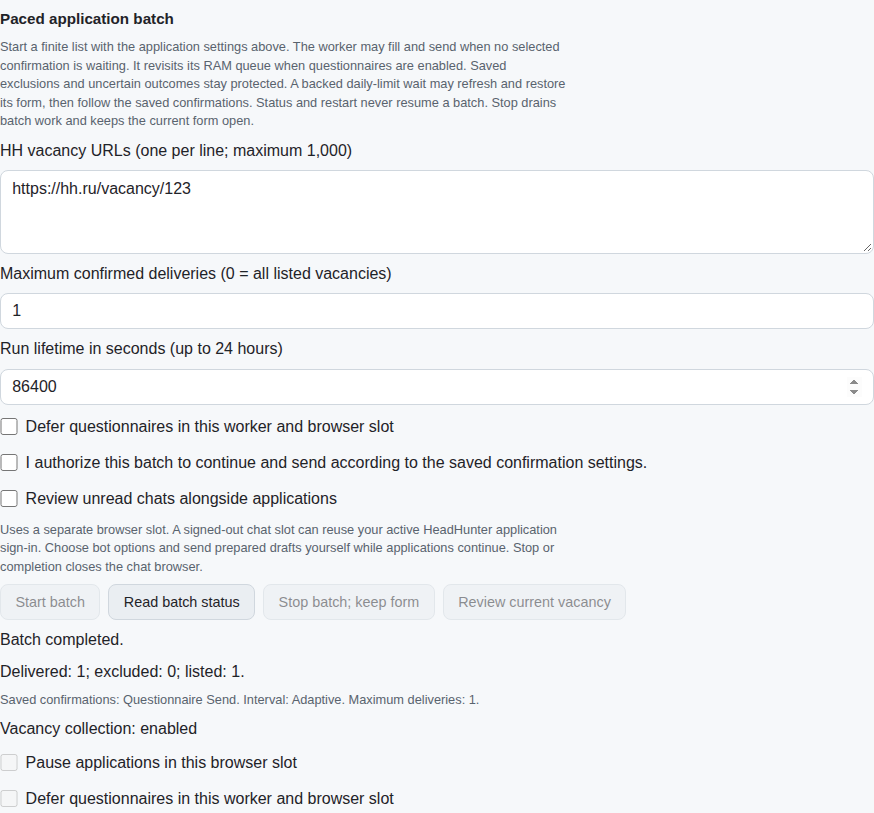 Paced application batch
Start a finite list with the application settings above. The worker may fill and send when no selected
confirmation is waiting. It revisits its RAM queue when questionnaires are enabled. Saved
exclusions and uncertain outcomes stay protected. A backed daily-limit wait may refresh and restore
its form, then follow the saved confirmations. Status and restart never resume a batch. Stop drains
batch work and keeps the current form open.
HH vacancy URLs (one per line; maximum 1,000)
https://hh.ru/vacancy/123
Maximum confirmed deliveries (0 = all listed vacancies)
1
Run lifetime in seconds (up to 24 hours)
86400
Defer questionnaires in this worker and browser slot
I authorize this batch to continue and send according to the saved confirmation settings.
Review unread chats alongside applications
Uses a separate browser slot. A signed-out chat slot can reuse your active HeadHunter application
sign-in. Choose bot options and send prepared drafts yourself while applications continue. Stop or
completion closes the chat browser.
Start batch Read batch status Stop batch; keep form Review current vacancy
Batch completed.
Delivered: 1; excluded: 0; listed: 1.
Saved confirmations: Questionnaire Send. Interval: Adaptive. Maximum deliveries: 1.
Vacancy collection: enabled
Pause applications in this browser slot
Defer questionnaires in this worker and browser slot